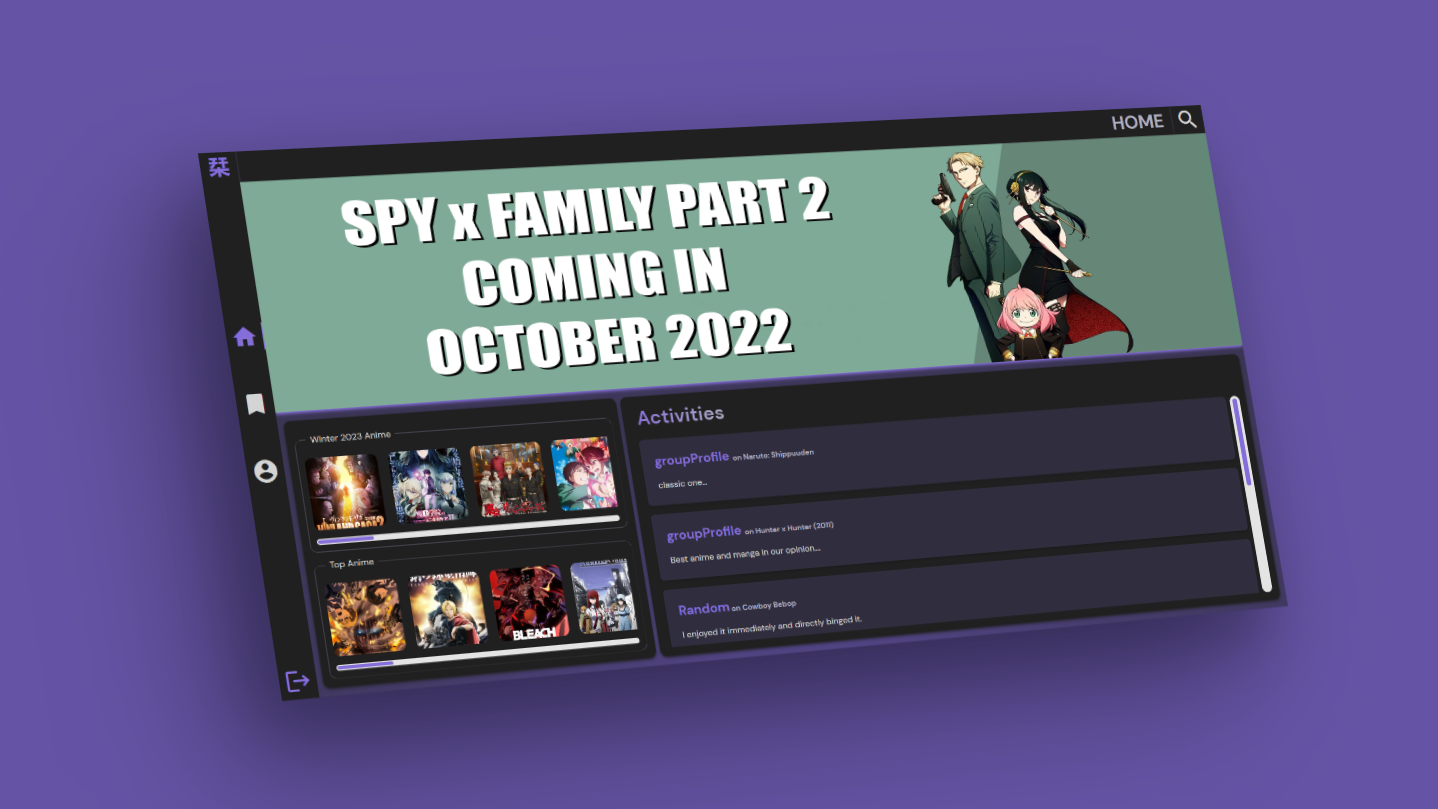 栞
HOME
SPY x FAMILY PART 2
COMING IN
OCTOBER 2022
Winter 2023 Anime
Top Anime
BLEACH
Activities
groupProfile on Naruto: Shippuuden
classic one...
groupProfile on Hunter x Hunter (2011)
Best anime and manga in our opinion...
Random on Cowboy Bebop
I enjoyed it immediately and directly binged it.